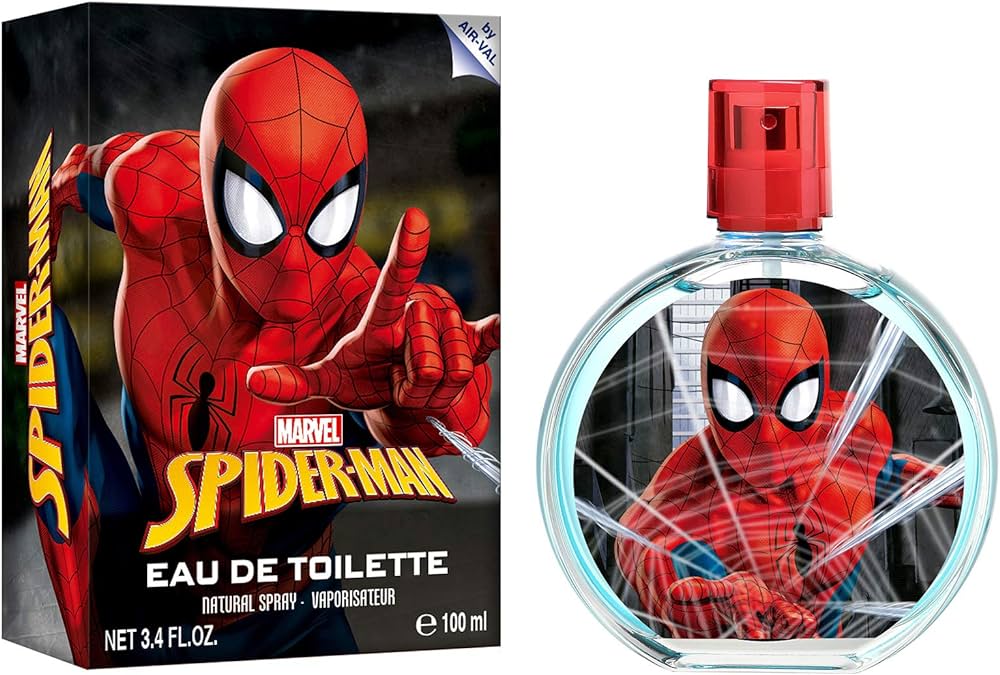 by
AIR-VAL
MARVEL
SPIDER-MAN
MARVEL
SPIDER-MAN
EAU DE TOILETTE
NATURAL SPRAY - VAPORISATEUR
NET 3.4 FL.OZ.
℮ 100 ml